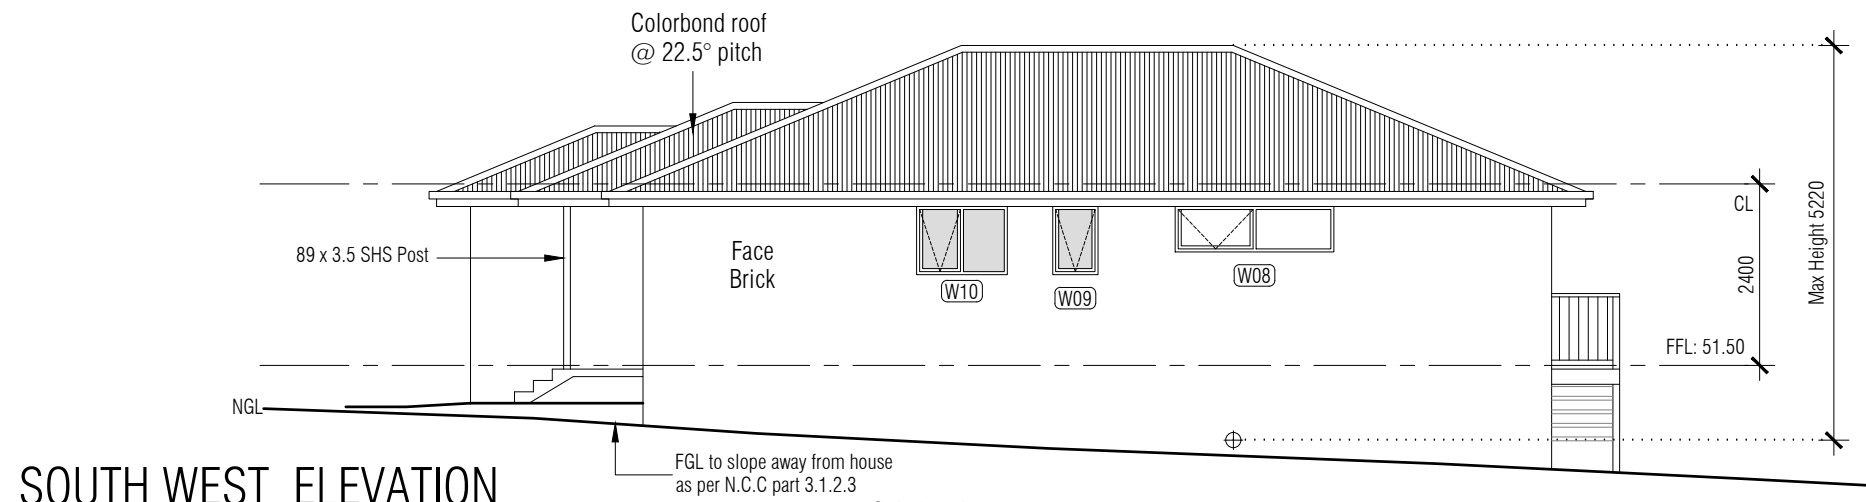 Colorbond roof
@ 22.5° pitch
CL
Max Height 5220
89 x 3.5 SHS Post
Face
Brick
W10
W09
W08
2400
FFL: 51.50
NGL
FGL to slope away from house
as per N.C.C part 3.1.2.3
SOUTH WEST ELEVATION